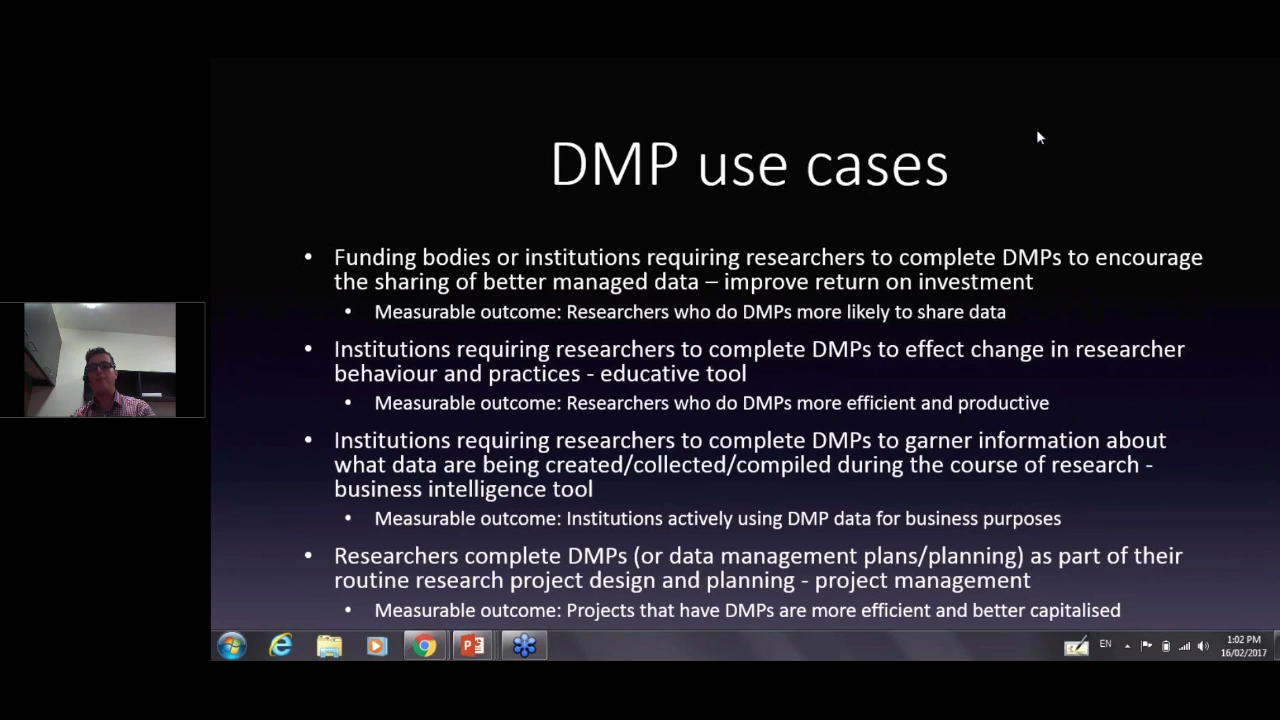 DMP use cases
• Funding bodies or institutions requiring researchers to complete DMPs to encourage
the sharing of better managed data – improve return on investment
• Measurable outcome: Researchers who do DMPs more likely to share data
• Institutions requiring researchers to complete DMPs to effect change in researcher
behaviour and practices - educative tool
• Measurable outcome: Researchers who do DMPs more efficient and productive
• Institutions requiring researchers to complete DMPs to garner information about
what data are being created/collected/compiled during the course of research -
business intelligence tool
• Measurable outcome: Institutions actively using DMP data for business purposes
• Researchers complete DMPs (or data management plans/planning) as part of their
routine research project design and planning - project management
• Measurable outcome: Projects that have DMPs are more efficient and better capitalised
EN
1:02 PM
16/02/2017